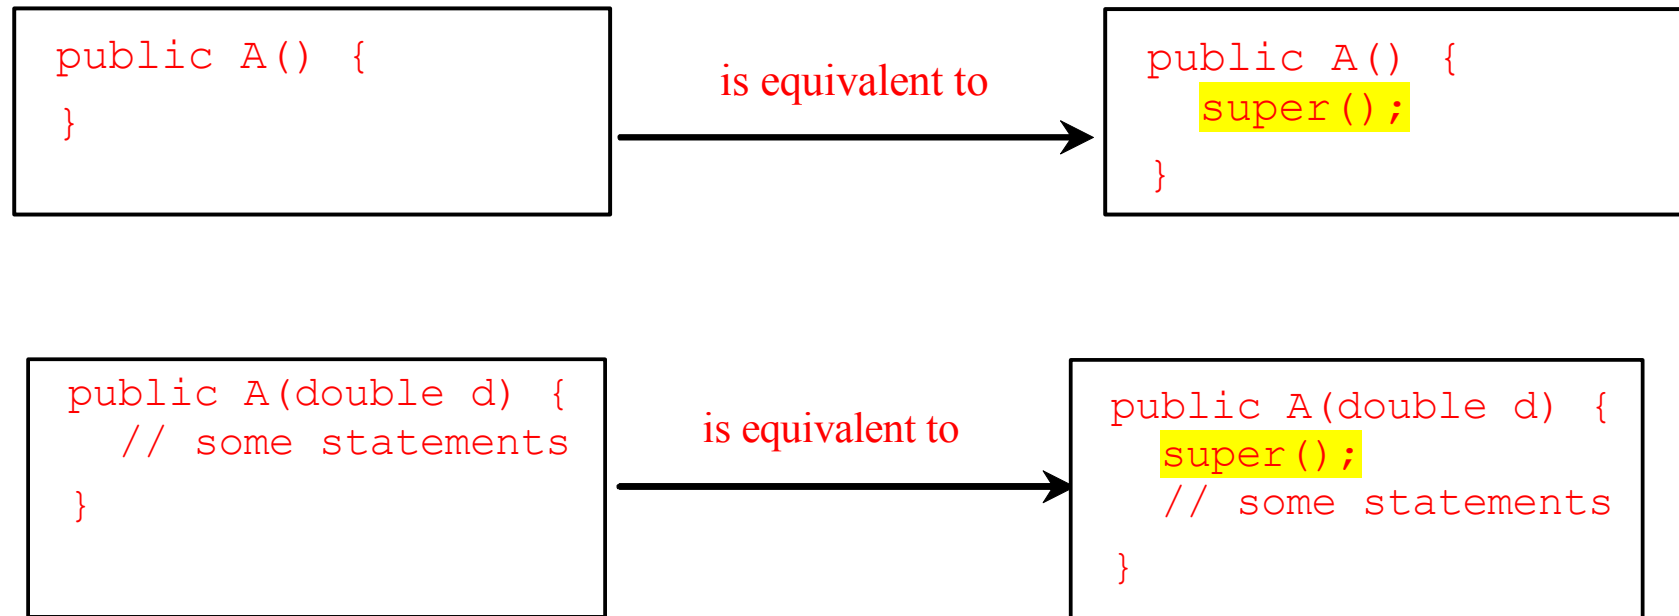 public A() {
}
is equivalent to
public A() {
super();
}
public A(double d) {
// some statements
}
is equivalent to
public A(double d) {
super();
// some statements
}